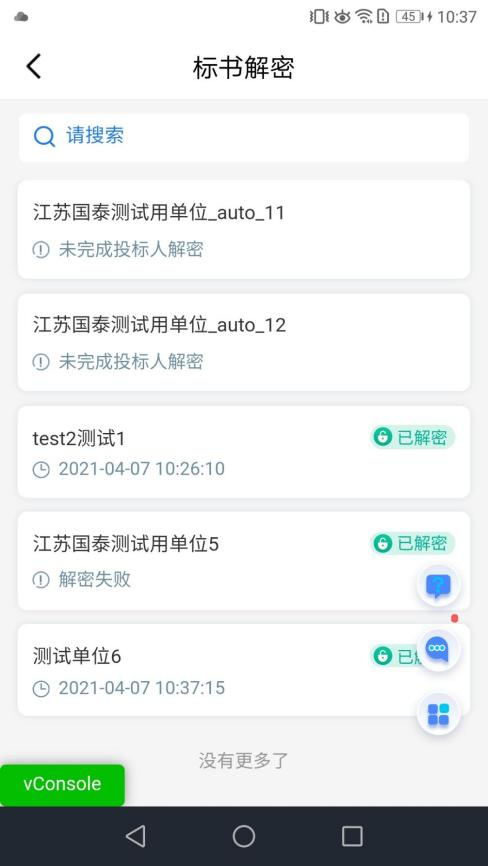 45 10:37
标书解密
请搜索
江苏国泰测试用单位_auto_11
未完成投标人解密
江苏国泰测试用单位_auto_12
未完成投标人解密
test2测试1
已解密
2021-04-07 10:26:10
江苏国泰测试用单位5
已解密
解密失败
测试单位6
已
2021-04-07 10:37:15
没有更多了
vConsole